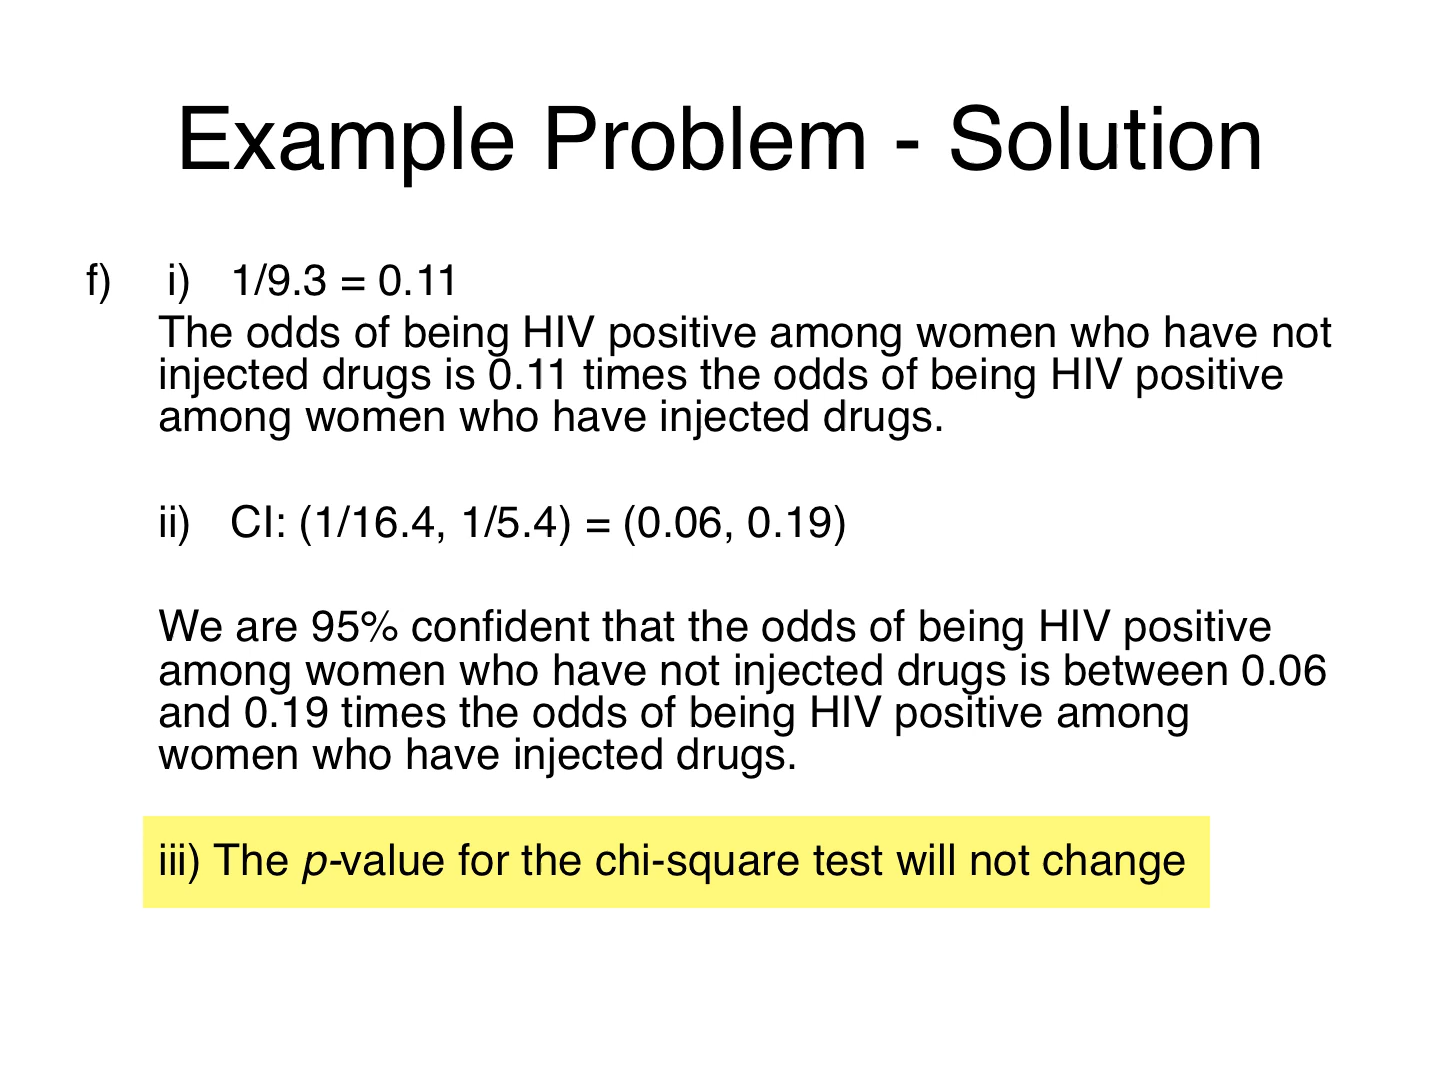 Example Problem - Solution
f) i) 1/9.3 = 0.11
The odds of being HIV positive among women who have not
injected drugs is 0.11 times the odds of being HIV positive
among women who have injected drugs.
ii) CI: (1/16.4, 1/5.4) = (0.06, 0.19)
We are 95% confident that the odds of being HIV positive
among women who have not injected drugs is between 0.06
and 0.19 times the odds of being HIV positive among
women who have injected drugs.
iii) The p-value for the chi-square test will not change